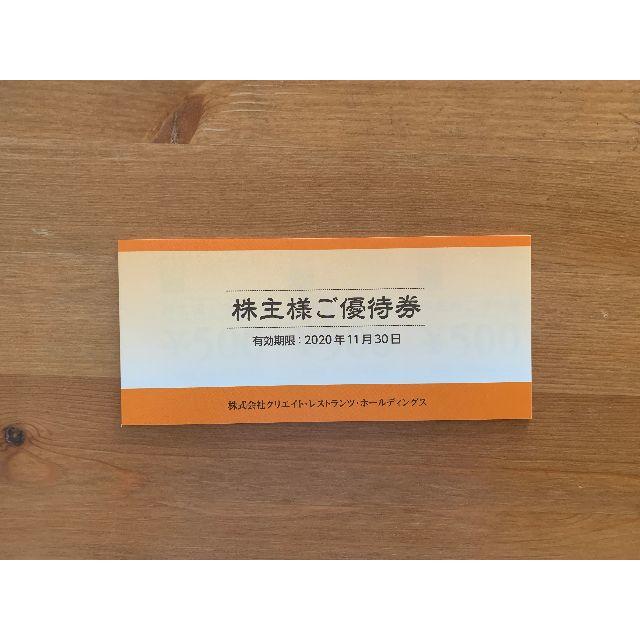 株主様ご優待券
有効期限:2020年11月30日
株式会社クリエイト・レストランツ・ホールディングス